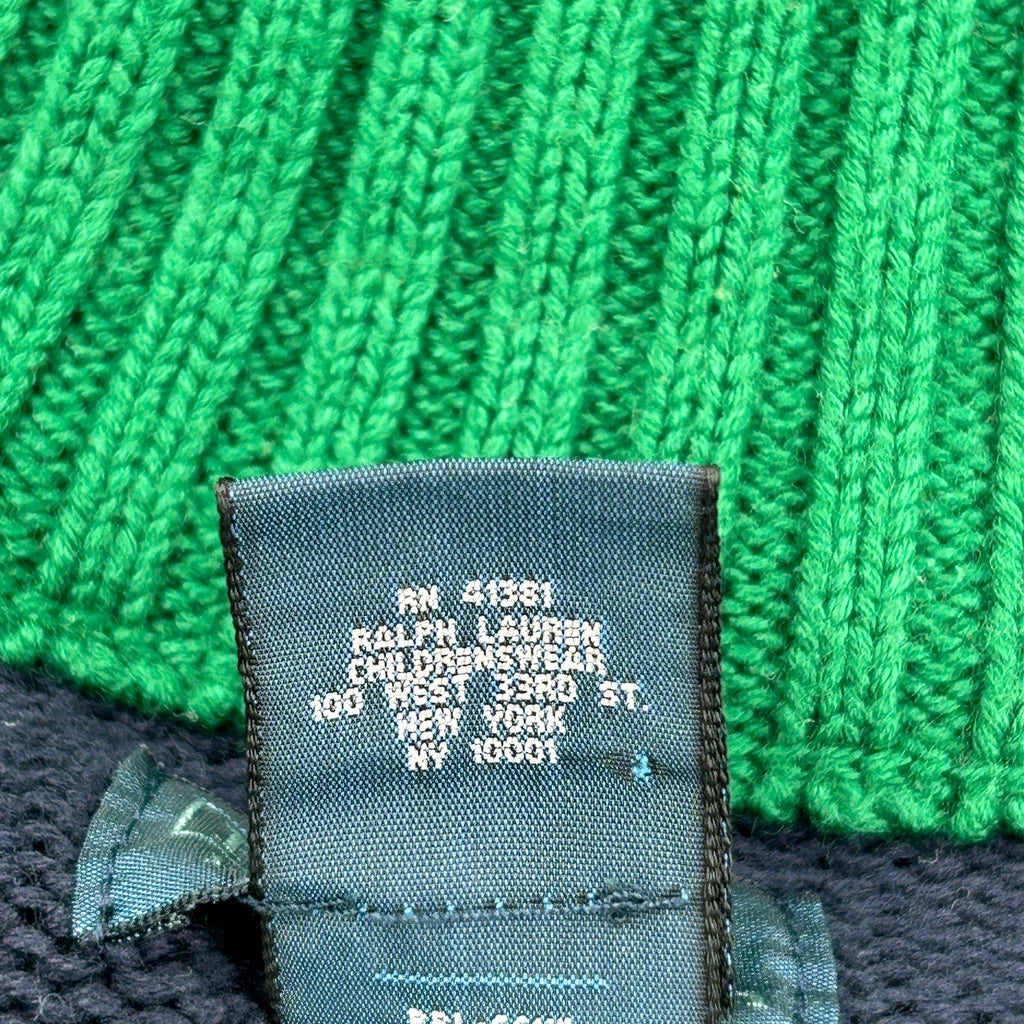 RN 41381
RALPH LAUREN
CHILDRENSWEAR
100 WEST 33RD ST.
NEW YORK
NY 10001